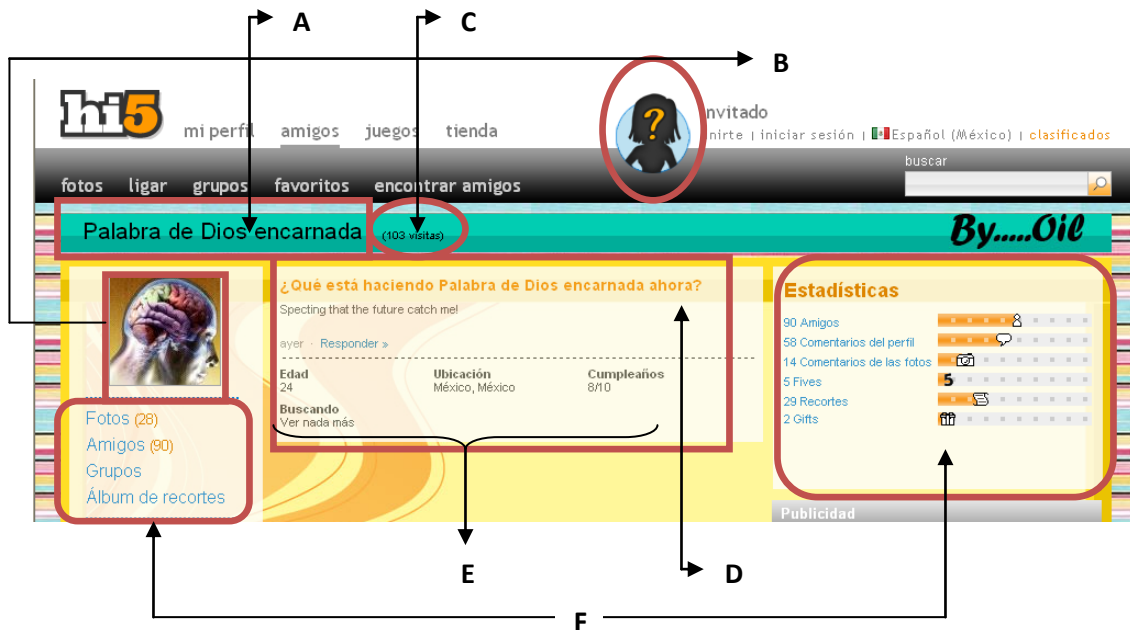 A
C
B
hi5
mi perfil amigos juegos tienda
?
nvitado
nirte | iniciar sesión | Español (México) | clasificados
buscar
fotos ligar grupos favoritos encontrar amigos
Palabra de Dios encarnada (103 visitas)
By.....Oil
¿Qué está haciendo Palabra de Dios encarnada ahora?
Specting that the future catch me!
ayer · Responder »
Edad Ubicación Cumpleaños
24 México, México 8/10
Buscando
Ver nada más
Estadísticas
90 Amigos
58 Comentarios del perfil
14 Comentarios de las fotos
5 Fives 5
29 Recortes
2 Gifts
Fotos (28)
Amigos (90)
Grupos
Álbum de recortes
Publicidad
E
D
F